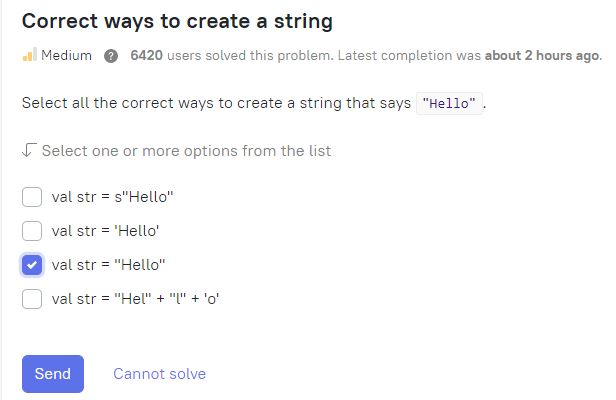 Correct ways to create a string
Medium ? 6420 users solved this problem. Latest completion was about 2 hours ago.
Select all the correct ways to create a string that says "Hello" .
Select one or more options from the list
val str = s"Hello"
val str = 'Hello'
val str = "Hello"
val str = "Hel" + "l" + 'o'
Send Cannot solve